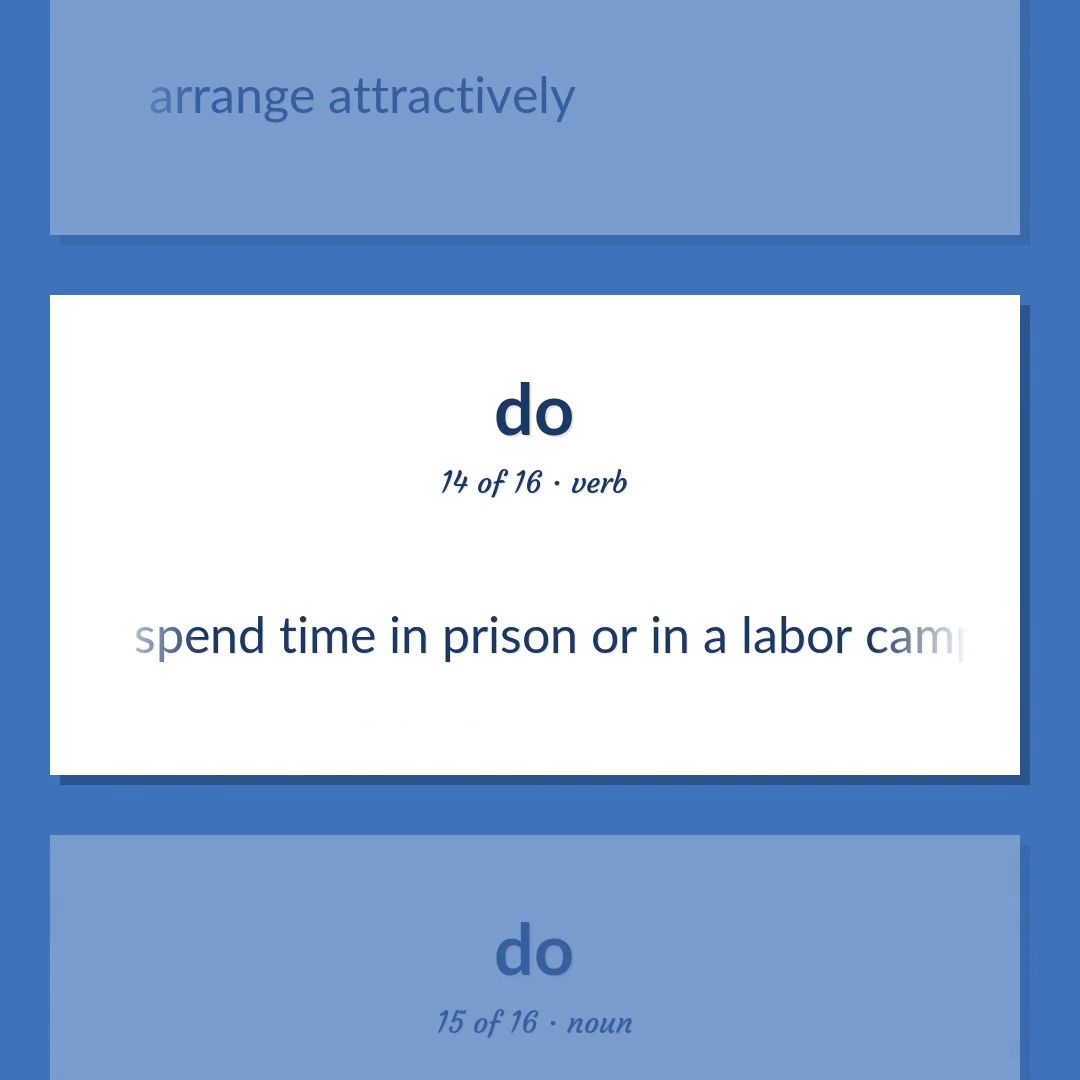 arrange attractively
do
14 of 16 · verb
spend time in prison or in a labor camp
do
15 of 16 · noun